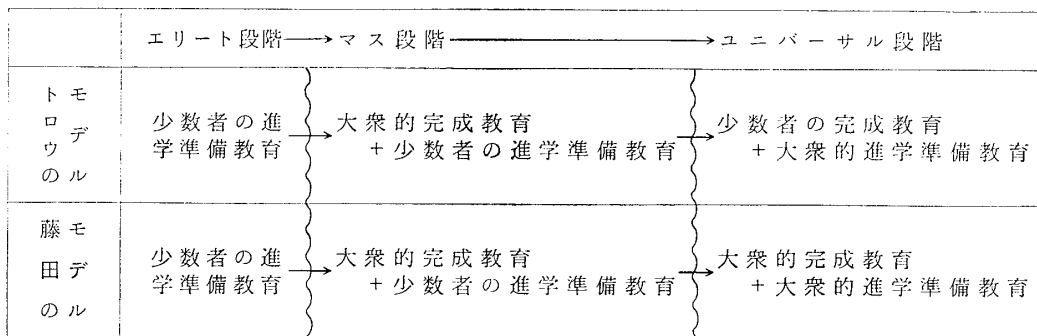 エリート段階→マス段階→ユニバーサル段階
トロウの
モデル
少数者の進
学準備教育
→
大衆的完成教育
+少数者の進学準備教育
→
少数者の完成教育
+大衆的進学準備教育
藤田の
モデル
少数者の進
学準備教育
→
大衆的完成教育
+少数者の進学準備教育
→
大衆的完成教育
+大衆的進学準備教育